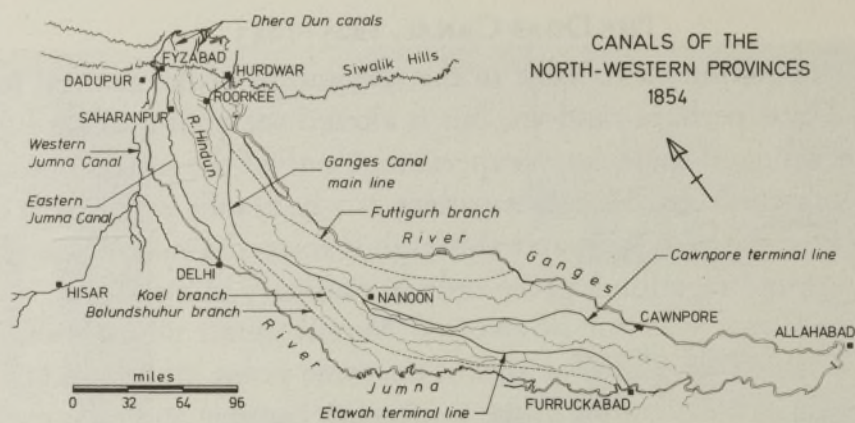 CANALS OF THE
NORTH-WESTERN PROVINCES
1854
Dhera Dun canals
FYZABAD
HURDWAR
Siwalik Hills
DADUPUR
ROORKEE
SAHARANPUR
R. Hindun
Western
Jumna Canal
Ganges Canal
main line
Eastern
Jumna Canal
Futtigurh branch
River Ganges
Cawnpore terminal line
DELHI
HISAR
Koel branch
NANOON
Bolundshuhur branch
CAWNPORE
ALLAHABAD
River Jumna
miles
0 32 64 96
Etawah terminal line
FURRUCKABAD